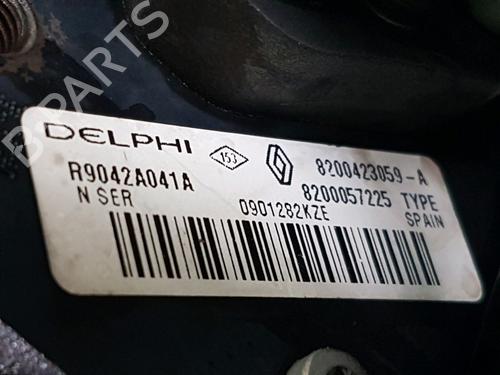 B-PARTS
DELPHI 153 8200423059-A
R9042A041A 8200057225 TYPE
N SER 0901282KZE SPAIN